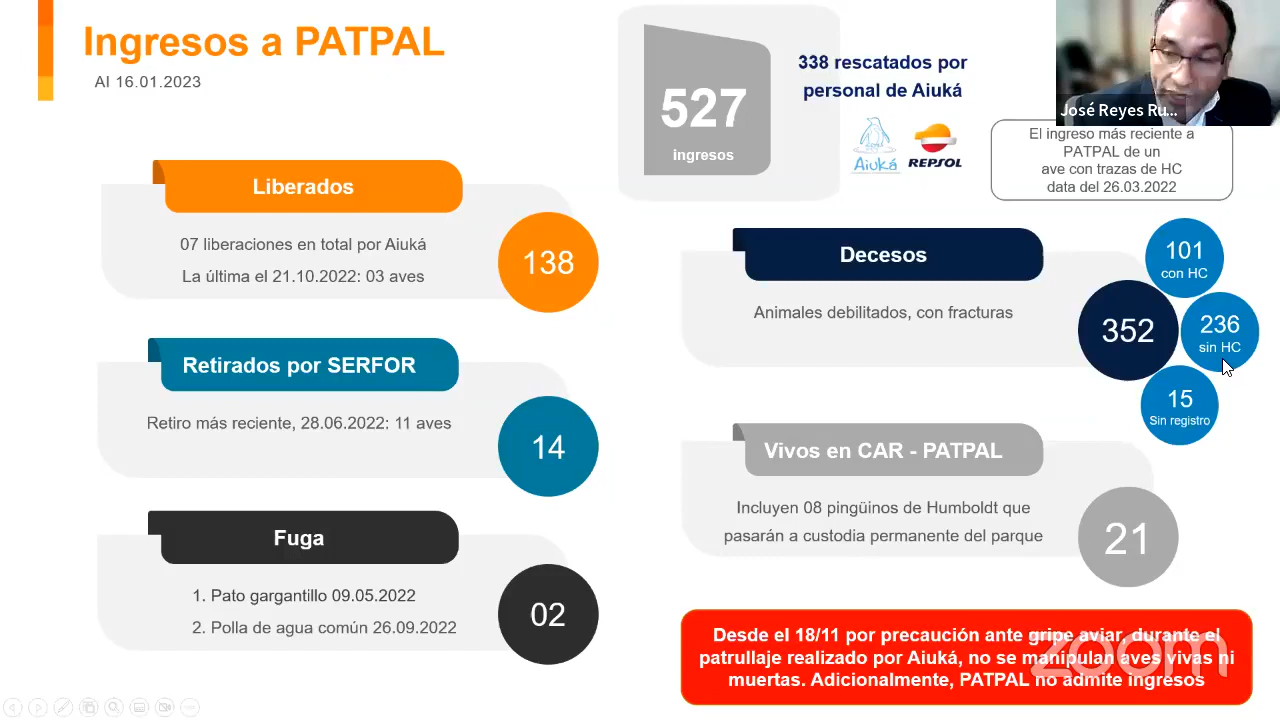 Ingresos a PATPAL
Al 16.01.2023
527
ingresos
338 rescatados por
personal de Aiuká
Aiuká
REPSOL
José Reyes Ru...
El ingreso más reciente a
PATPAL de un
ave con trazas de HC
data del 26.03.2022
Liberados
07 liberaciones en total por Aiuká
La última el 21.10.2022: 03 aves
138
Retirados por SERFOR
Retiro más reciente, 28.06.2022: 11 aves
14
Fuga
1. Pato gargantillo 09.05.2022
2. Polla de agua común 26.09.2022
02
Decesos
Animales debilitados, con fracturas
352
101
con HC
236
sin HC
15
Sin registro
Vivos en CAR - PATPAL
Incluyen 08 pingüinos de Humboldt que
pasarán a custodia permanente del parque
21
Desde el 18/11 por precaución ante gripe aviar, durante el
patrullaje realizado por Aiuká, no se manipulan aves vivas ni
muertas. Adicionalmente, PATPAL no admite ingresos
zoom